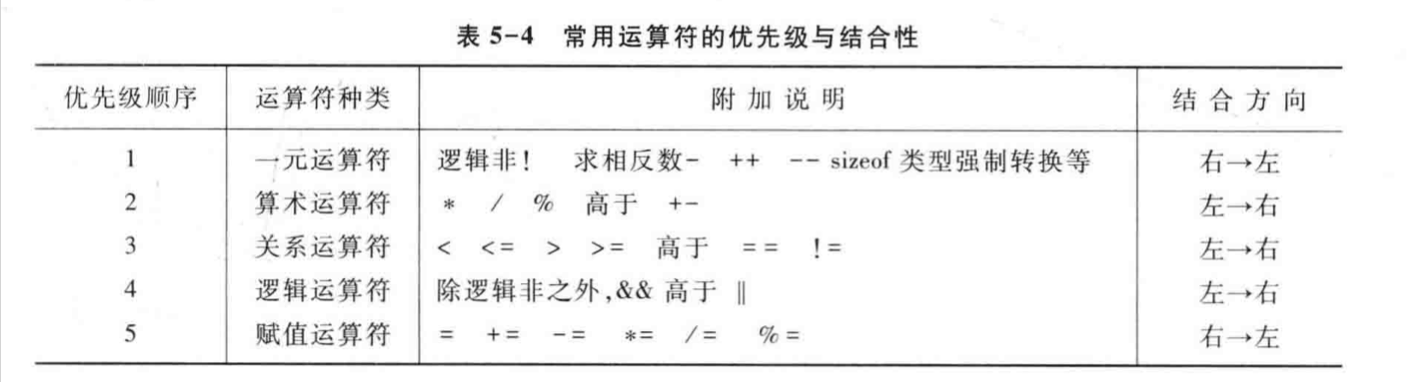 表 5-4 常用运算符的优先级与结合性
优先级顺序 运算符种类 附加说明 结合方向
1 一元运算符 逻辑非! 求相反数- ++ -- sizeof 类型强制转换等 右→左
2 算术运算符 * / % 高于 +- 左→右
3 关系运算符 < <= > >= 高于 == != 左→右
4 逻辑运算符 除逻辑非之外,&& 高于 ‖ 左→右
5 赋值运算符 = += -= *= /= %= 右→左